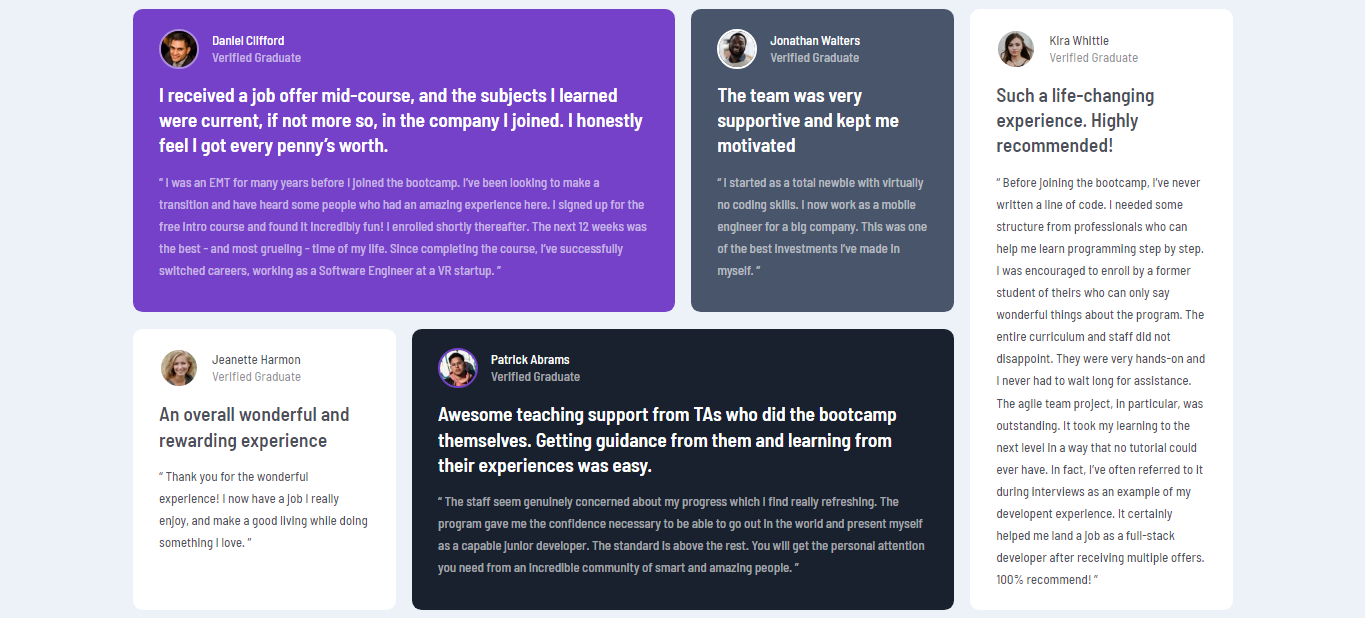 Daniel Clifford
Verified Graduate
I received a job offer mid-course, and the subjects I learned
were current, if not more so, in the company I joined. I honestly
feel I got every penny’s worth.
“ I was an EMT for many years before I joined the bootcamp. I’ve been looking to make a
transition and have heard some people who had an amazing experience here. I signed up for the
free intro course and found it incredibly fun! I enrolled shortly thereafter. The next 12 weeks was
the best - and most grueling - time of my life. Since completing the course, I’ve successfully
switched careers, working as a Software Engineer at a VR startup. ”
Jonathan Walters
Verified Graduate
The team was very
supportive and kept me
motivated
“ I started as a total newbie with virtually
no coding skills. I now work as a mobile
engineer for a big company. This was one
of the best investments I’ve made in
myself. ”
Kira Whittle
Verified Graduate
Such a life-changing
experience. Highly
recommended!
“ Before joining the bootcamp, I’ve never
written a line of code. I needed some
structure from professionals who can
help me learn programming step by step.
I was encouraged to enroll by a former
student of theirs who can only say
wonderful things about the program. The
entire curriculum and staff did not
disappoint. They were very hands-on and
I never had to wait long for assistance.
The agile team project, in particular, was
outstanding. It took my learning to the
next level in a way that no tutorial could
ever have. In fact, I’ve often referred to it
during interviews as an example of my
developent experience. It certainly
helped me land a job as a full-stack
developer after receiving multiple offers.
100% recommend! ”
Jeanette Harmon
Verified Graduate
An overall wonderful and
rewarding experience
“ Thank you for the wonderful
experience! I now have a job I really
enjoy, and make a good living while doing
something I love. ”
Patrick Abrams
Verified Graduate
Awesome teaching support from TAs who did the bootcamp
themselves. Getting guidance from them and learning from
their experiences was easy.
“ The staff seem genuinely concerned about my progress which I find really refreshing. The
program gave me the confidence necessary to be able to go out in the world and present myself
as a capable junior developer. The standard is above the rest. You will get the personal attention
you need from an incredible community of smart and amazing people. ”